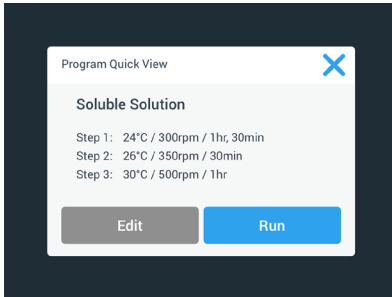 Program Quick View
Soluble Solution
Step 1: 24°C / 300rpm / 1hr, 30min
Step 2: 26°C / 350rpm / 30min
Step 3: 30°C / 500rpm / 1hr
Edit Run